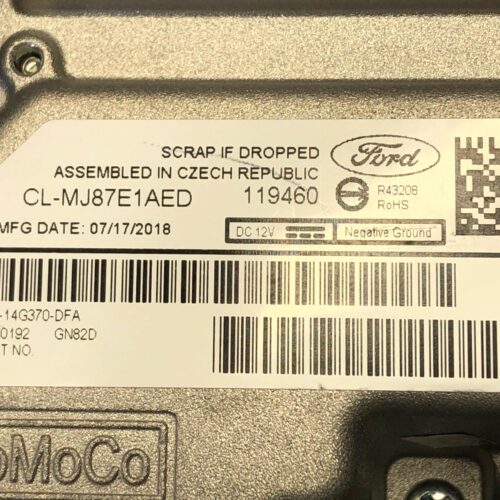 SCRAP IF DROPPED
ASSEMBLED IN CZECH REPUBLIC
Ford
CL-MJ87E1AED 119460
R43208
RoHS
MFG DATE: 07/17/2018
DC 12V Negative Ground
-14G370-DFA
0192 GN82D
T NO.
oMoCo